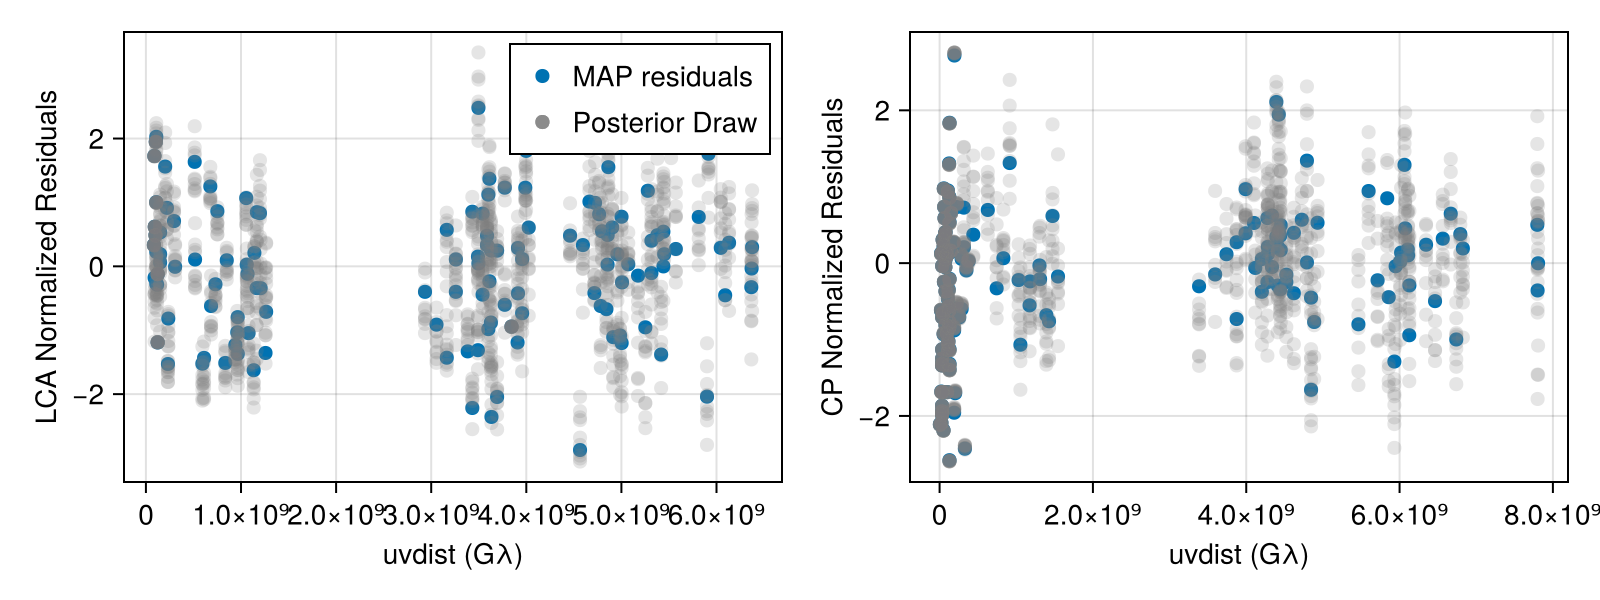 MAP residuals
Posterior Draw
LCA Normalized Residuals
2
0
−2
0 1.0×10⁹ 2.0×10⁹ 3.0×10⁹ 4.0×10⁹ 5.0×10⁹ 6.0×10⁹
uvdist (Gλ)
CP Normalized Residuals
2
0
−2
0 2.0×10⁹ 4.0×10⁹ 6.0×10⁹ 8.0×10⁹
uvdist (Gλ)